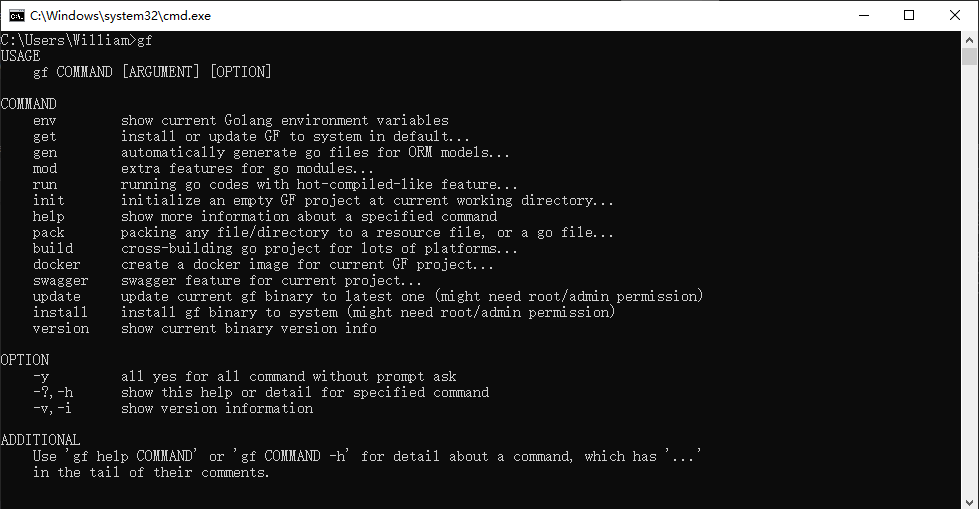 C:\Windows\system32\cmd.exe
C:\Users\William>gf
USAGE
    gf COMMAND [ARGUMENT] [OPTION]

COMMAND
    env        show current Golang environment variables
    get        install or update GF to system in default...
    gen        automatically generate go files for ORM models...
    mod        extra features for go modules...
    run        running go codes with hot-compiled-like feature...
    init       initialize an empty GF project at current working directory...
    help       show more information about a specified command
    pack       packing any file/directory to a resource file, or a go file...
    build      cross-building go project for lots of platforms...
    docker     create a docker image for current GF project...
    swagger    swagger feature for current project...
    update     update current gf binary to latest one (might need root/admin permission)
    install    install gf binary to system (might need root/admin permission)
    version    show current binary version info

OPTION
    -y         all yes for all command without prompt ask
    -?,-h      show this help or detail for specified command
    -v,-i      show version information

ADDITIONAL
    Use 'gf help COMMAND' or 'gf COMMAND -h' for detail about a command, which has '...'
    in the tail of their comments.